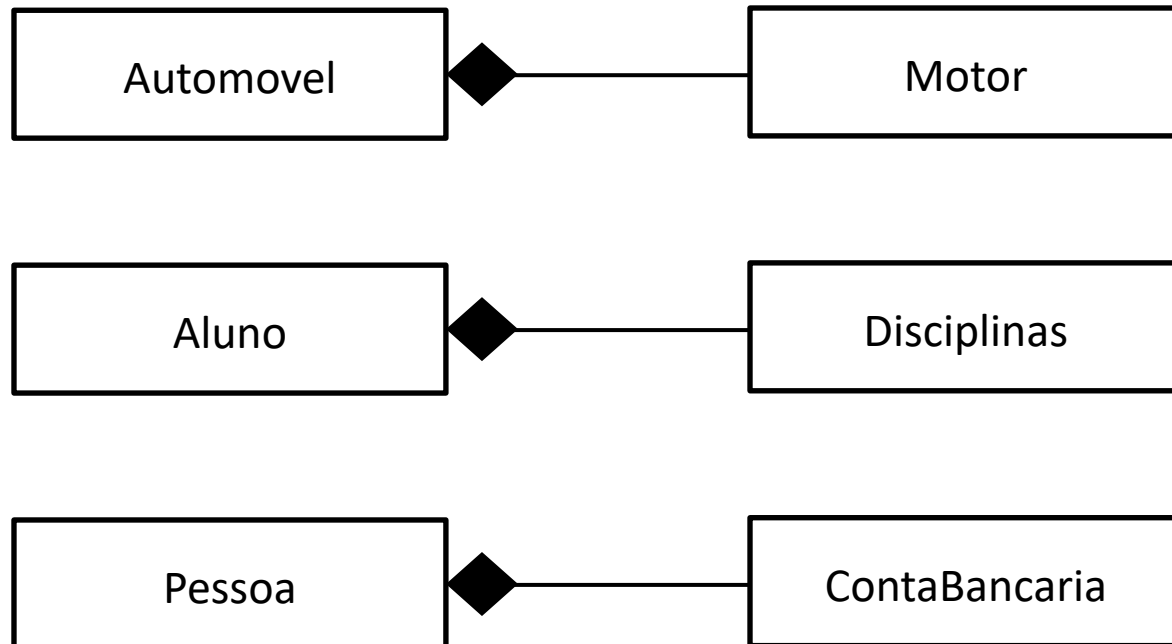 Automovel
Motor
Aluno
Disciplinas
Pessoa
ContaBancaria